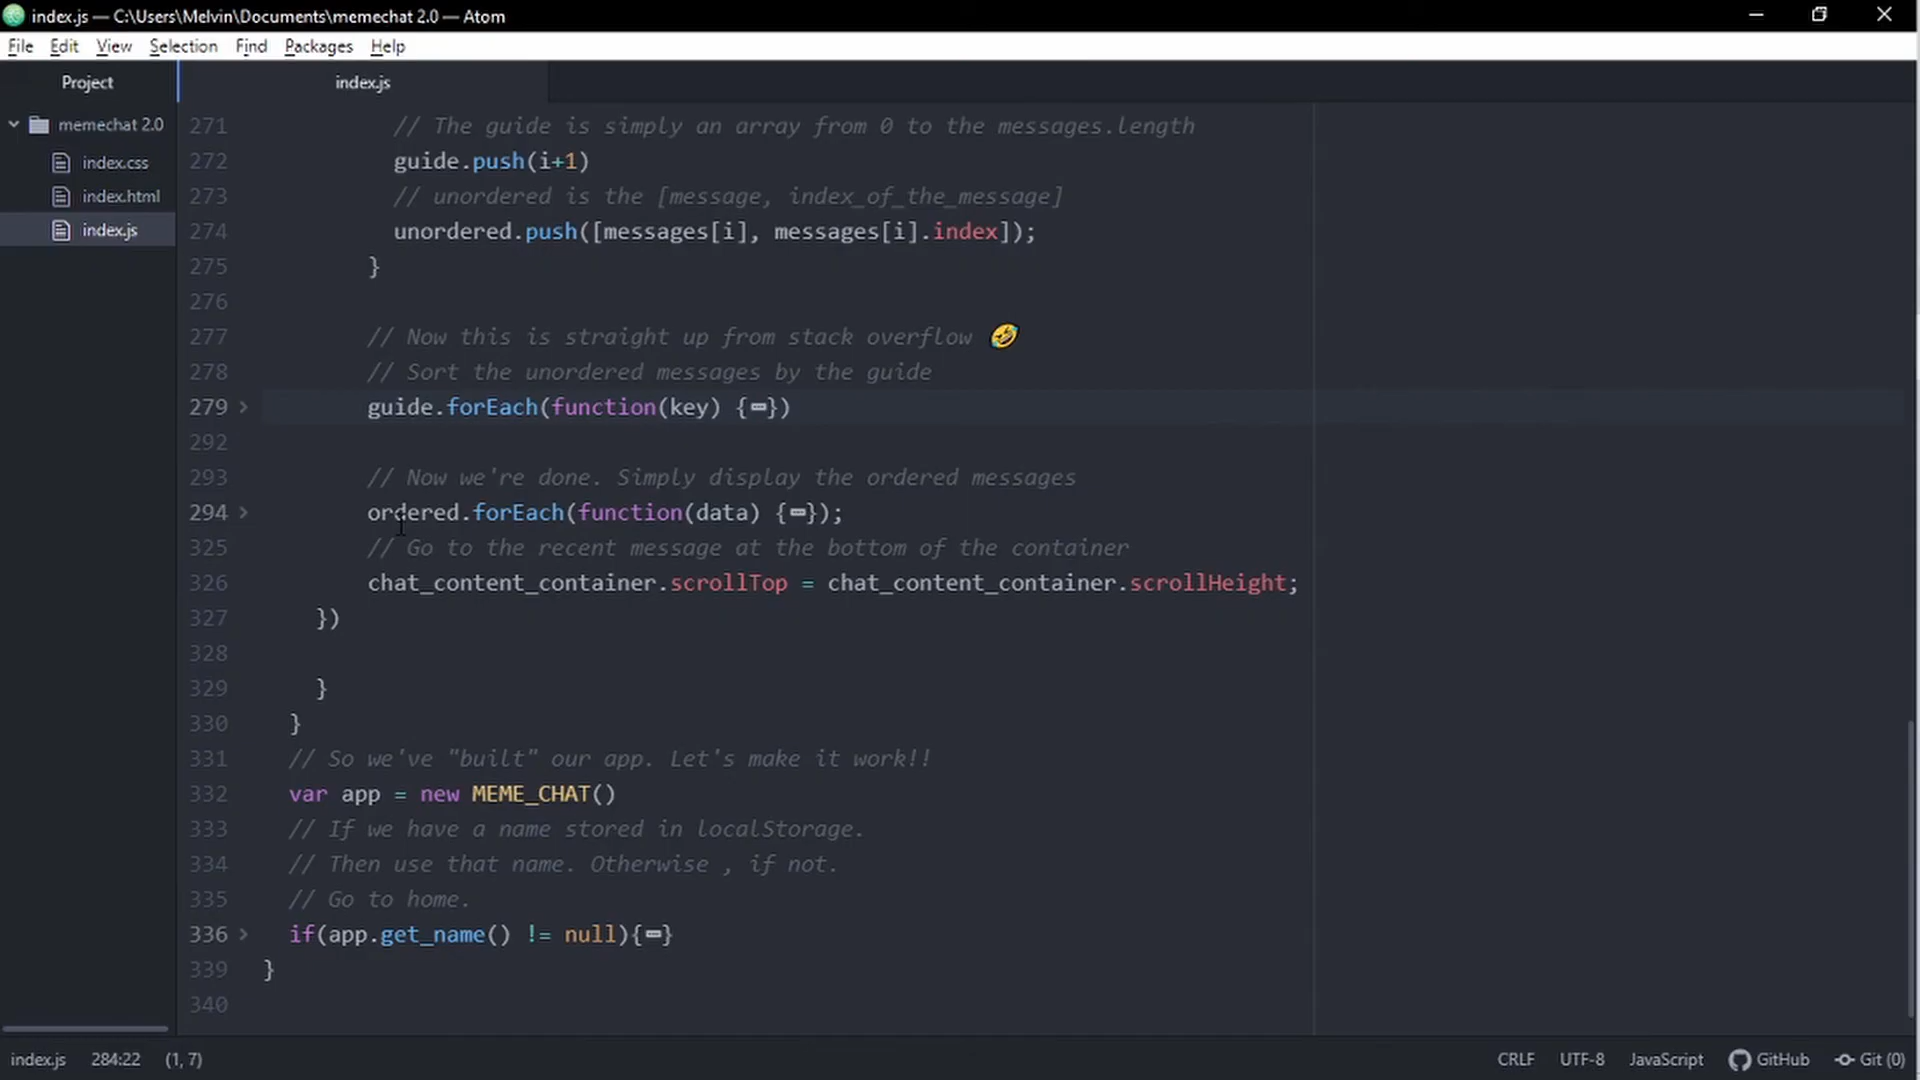 index.js — C:\Users\Melvin\Documents\memechat 2.0 — Atom
File Edit View Selection Find Packages Help
Project
index.js
memechat 2.0
index.css
index.html
index.js
271 // The guide is simply an array from 0 to the messages.length
272 guide.push(i+1)
273 // unordered is the [message, index_of_the_message]
274 unordered.push([messages[i], messages[i].index]);
275 }
276
277 // Now this is straight up from stack overflow 🤣
278 // Sort the unordered messages by the guide
279 guide.forEach(function(key) {})
292
293 // Now we're done. Simply display the ordered messages
294 ordered.forEach(function(data) {});
325 // Go to the recent message at the bottom of the container
326 chat_content_container.scrollTop = chat_content_container.scrollHeight;
327 })
328
329 }
330 }
331 // So we've "built" our app. Let's make it work!!
332 var app = new MEME_CHAT()
333 // If we have a name stored in localStorage.
334 // Then use that name. Otherwise , if not.
335 // Go to home.
336 if(app.get_name() != null){}
339 }
340
index.js 284:22 (1, 7) CRLF UTF-8 JavaScript GitHub Git (0)